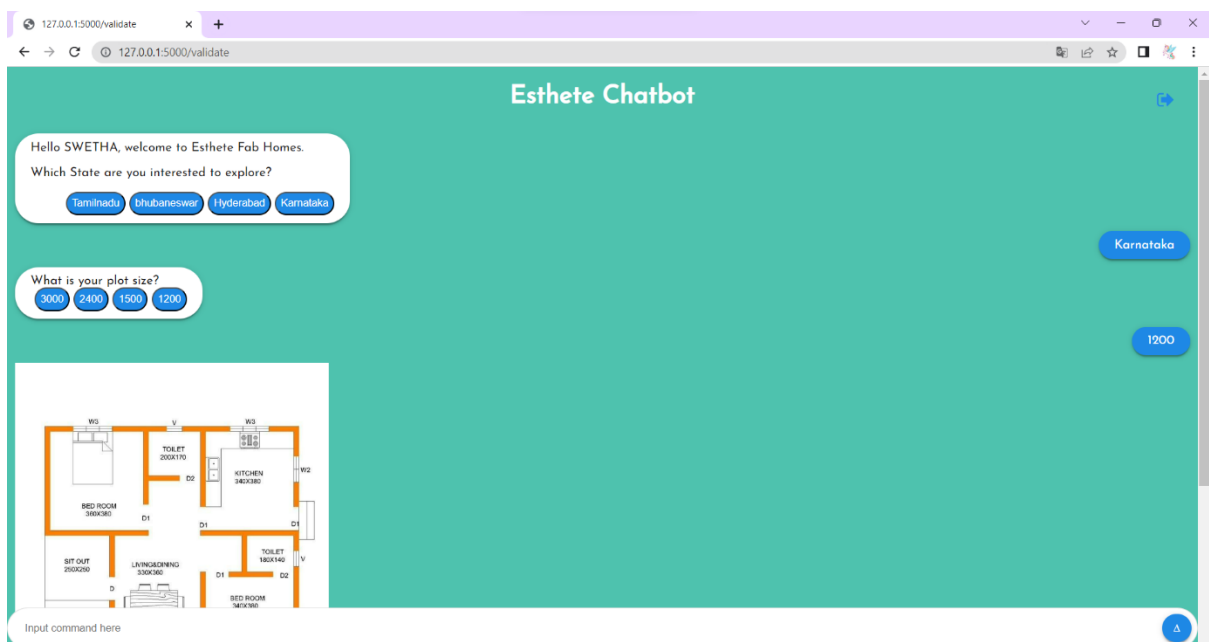 127.0.0.1:5000/validate
127.0.0.1:5000/validate
Esthete Chatbot
Hello SWETHA, welcome to Esthete Fab Homes.
Which State are you interested to explore?
Tamilnadu bhubaneswar Hyderabad Karnataka
Karnataka
What is your plot size?
3000 2400 1500 1200
1200
W3 V W3
TOILET
200X170
KITCHEN
340X380
W2
D2
BED ROOM
380X380
D1
D1
D1
SIT OUT
250X250
LIVING&DINING
330X360
TOILET
180X140
V
D1
D2
D
BED ROOM
340X380
Input command here